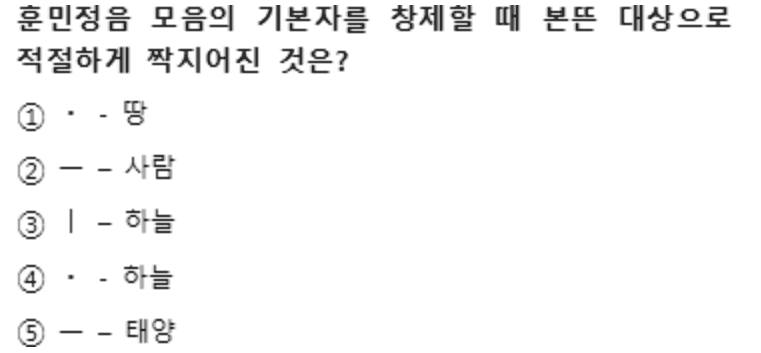 훈민정음 모음의 기본자를 창제할 때 본뜬 대상으로
적절하게 짝지어진 것은?
① · - 땅
② ㅡ – 사람
③ ㅣ – 하늘
④ · - 하늘
⑤ ㅡ – 태양